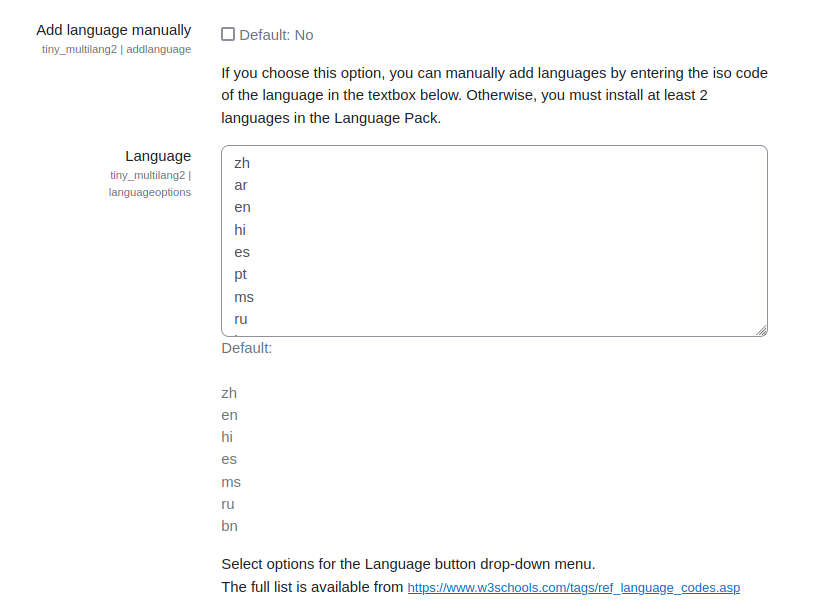 Add language manually
tiny_multilang2 | addlanguage
Default: No
If you choose this option, you can manually add languages by entering the iso code
of the language in the textbox below. Otherwise, you must install at least 2
languages in the Language Pack.
Language
tiny_multilang2 |
languageoptions
zh
ar
en
hi
es
pt
ms
ru
Default:
zh
en
hi
es
ms
ru
bn
Select options for the Language button drop-down menu.
The full list is available from https://www.w3schools.com/tags/ref_language_codes.asp